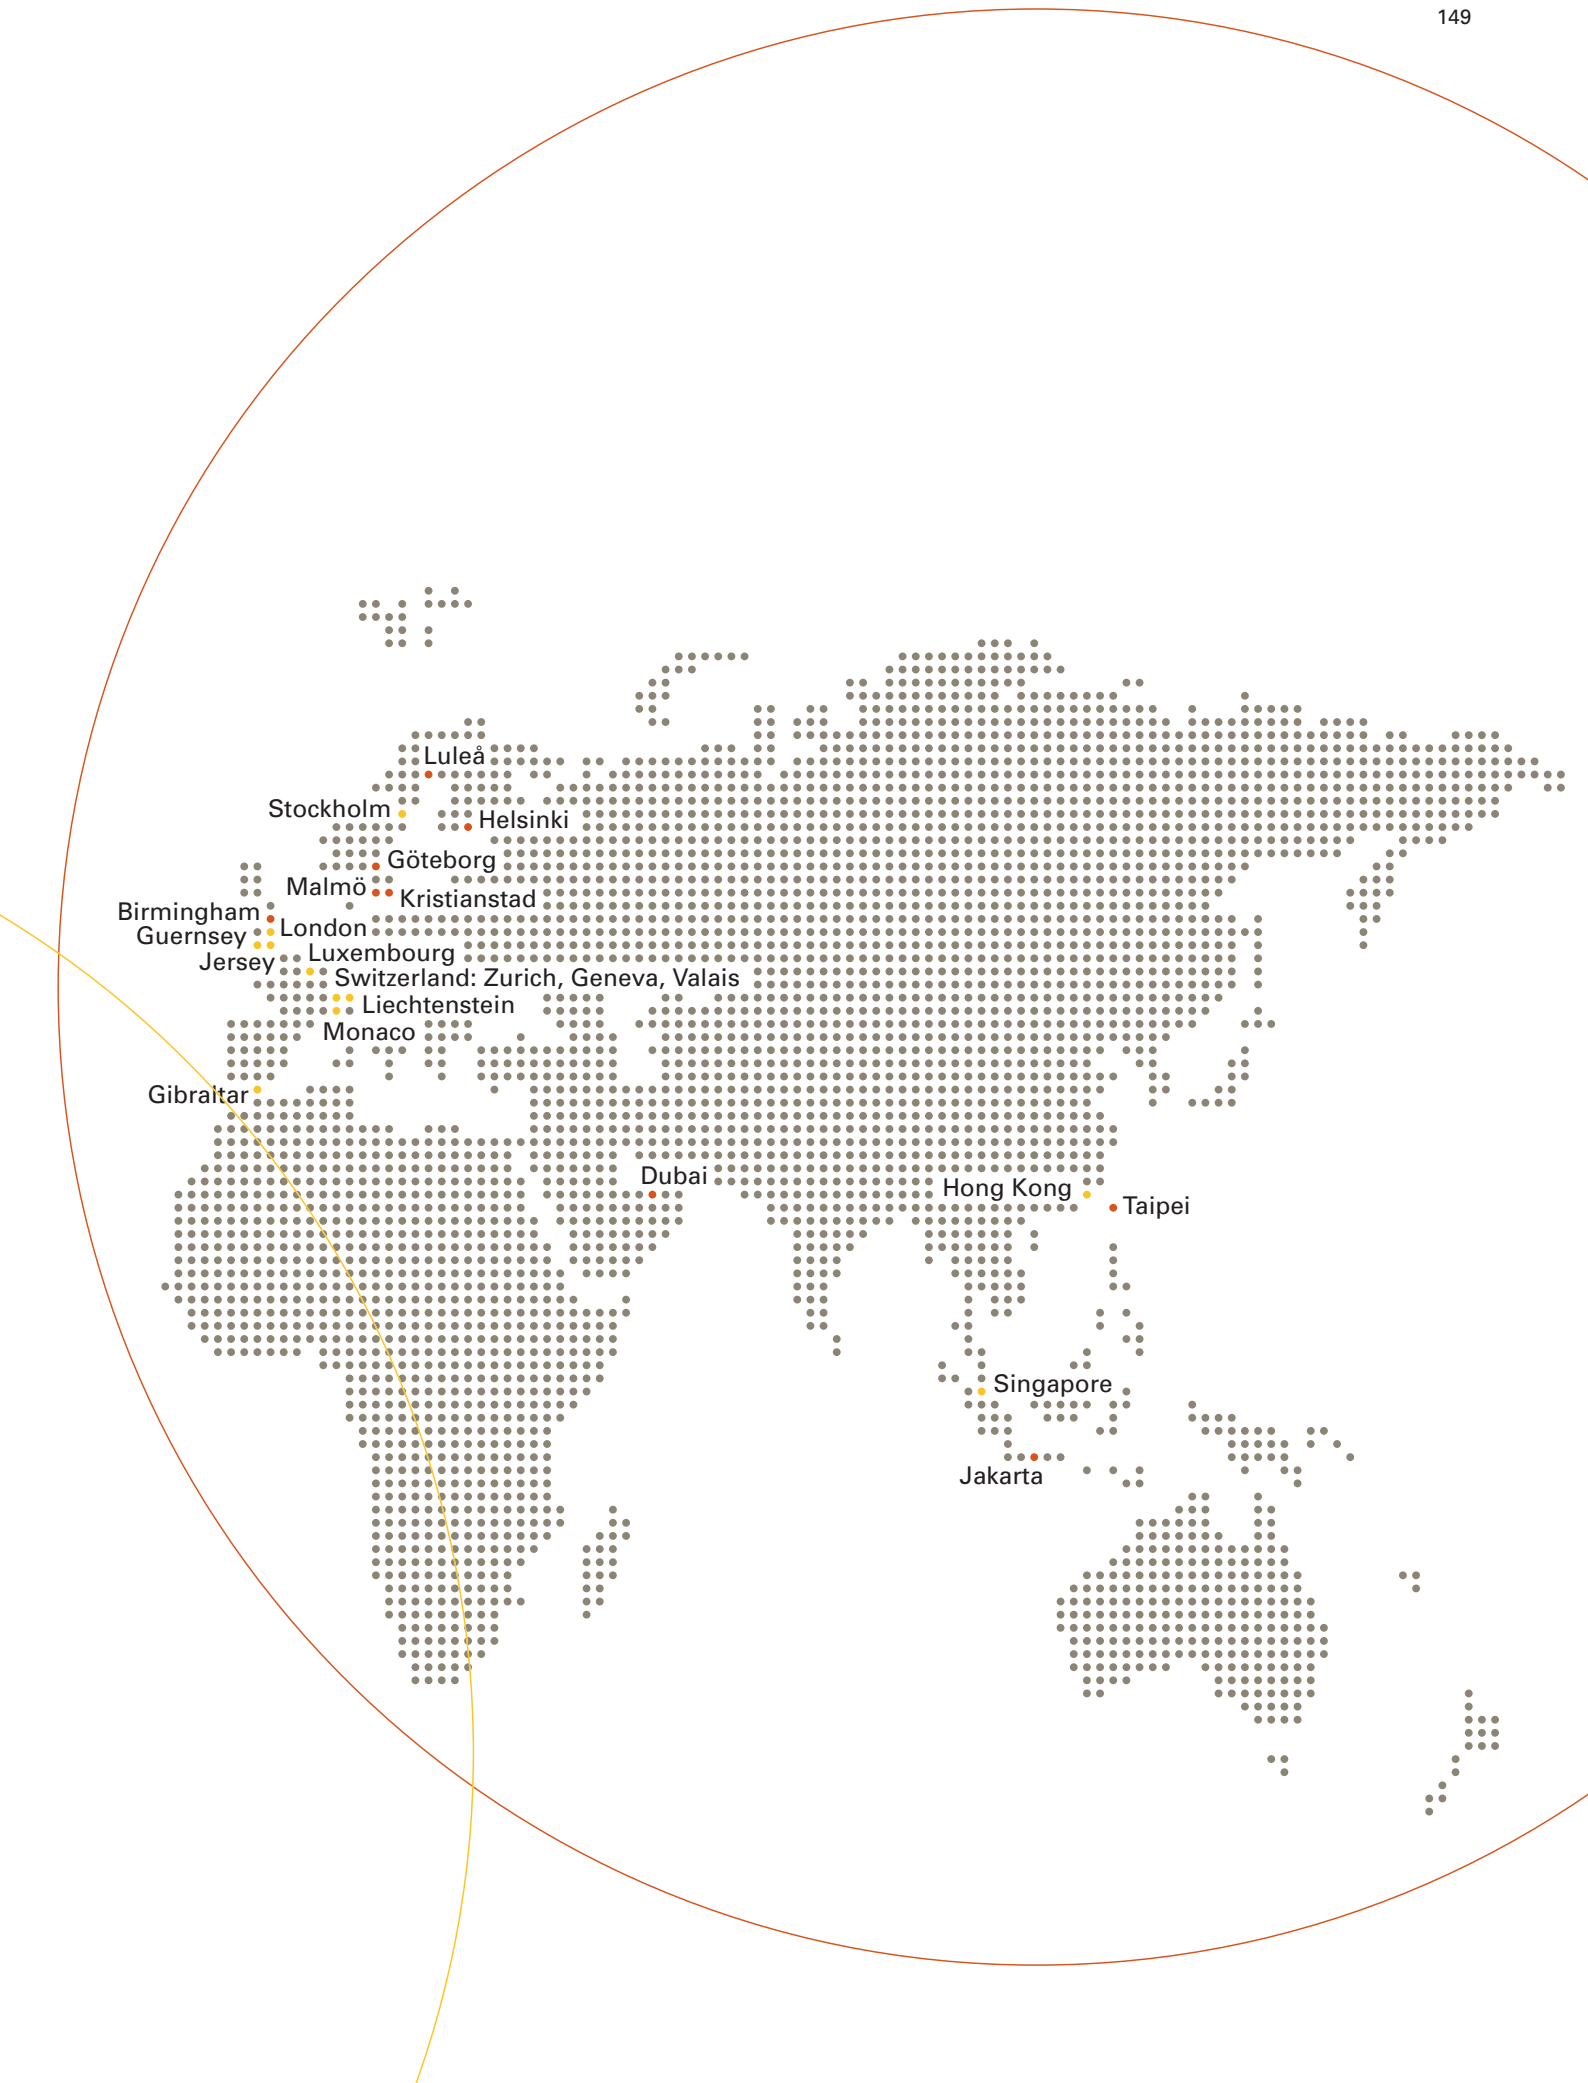 149
Luleå
Stockholm
Helsinki
Göteborg
Malmö
Kristianstad
Birmingham
London
Guernsey
Luxembourg
Jersey
Switzerland: Zurich, Geneva, Valais
Liechtenstein
Monaco
Gibraltar
Dubai
Hong Kong
Taipei
Singapore
Jakarta